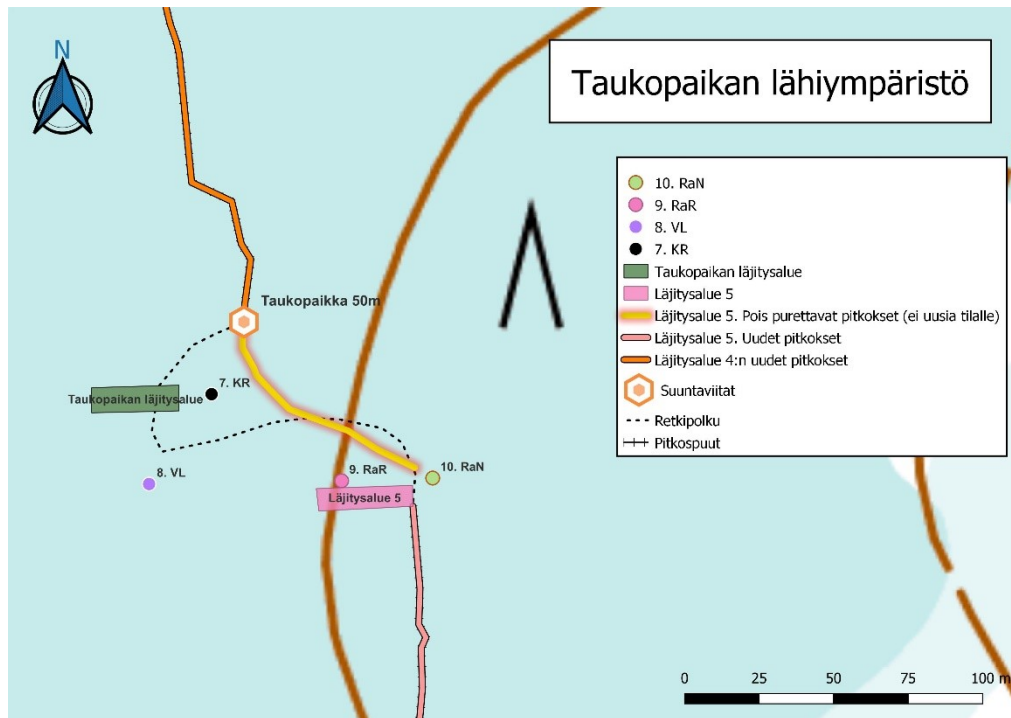 N
Taukopaikan lähiympäristö
10. RaN
9. RaR
8. VL
7. KR
Taukopaikan läjitysalue
Läjitysalue 5
Läjitysalue 5. Pois purettavat pitkokset (ei uusia tilalle)
Läjitysalue 5. Uudet pitkokset
Läjitysalue 4:n uudet pitkokset
Suuntaviitat
Retkipolku
Pitkospuut
Taukopaikka 50m
7. KR
Taukopaikan läjitysalue
8. VL
9. RaR
10. RaN
Läjitysalue 5
0 25 50 75 100 m